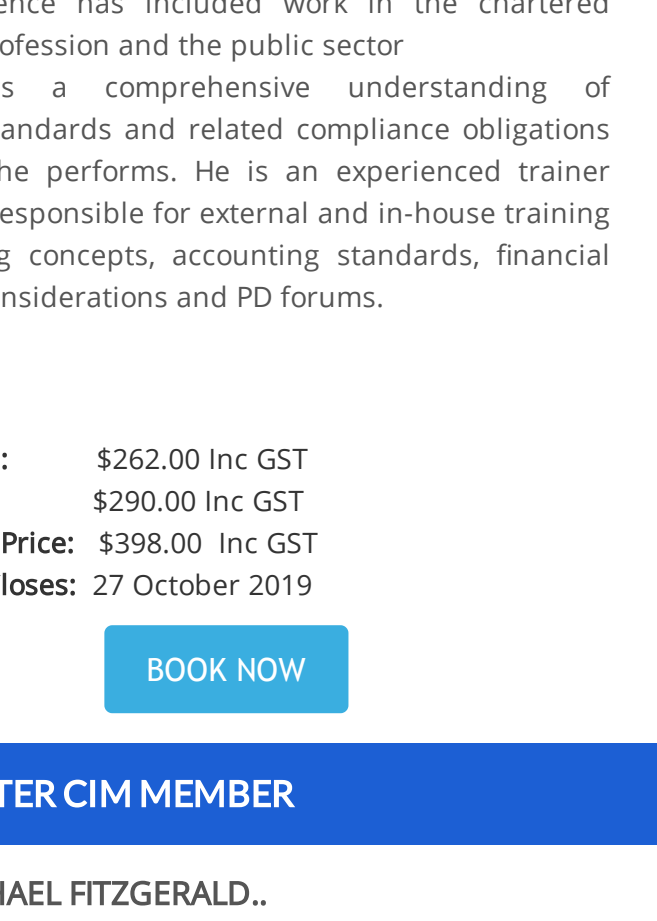 ence has included work in the chartered
ofession and the public sector
s a comprehensive understanding of
andards and related compliance obligations
he performs. He is an experienced trainer
esponsible for external and in-house training
g concepts, accounting standards, financial
nsiderations and PD forums.
: $262.00 Inc GST
$290.00 Inc GST
Price: $398.00 Inc GST
loses: 27 October 2019
BOOK NOW
TER CIM MEMBER
HAEL FITZGERALD..